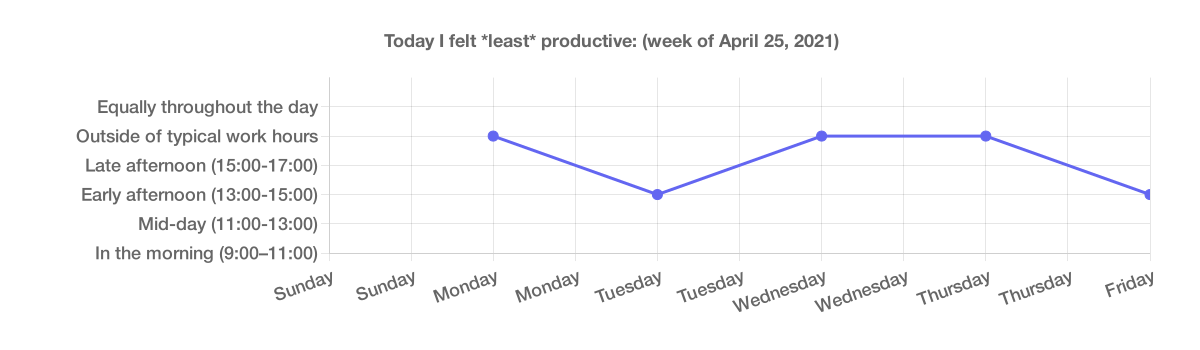 Today I felt *least* productive: (week of April 25, 2021)
Equally throughout the day
Outside of typical work hours
Late afternoon (15:00-17:00)
Early afternoon (13:00-15:00)
Mid-day (11:00-13:00)
In the morning (9:00–11:00)
Sunday
Sunday
Monday
Monday
Tuesday
Tuesday
Wednesday
Wednesday
Thursday
Thursday
Friday